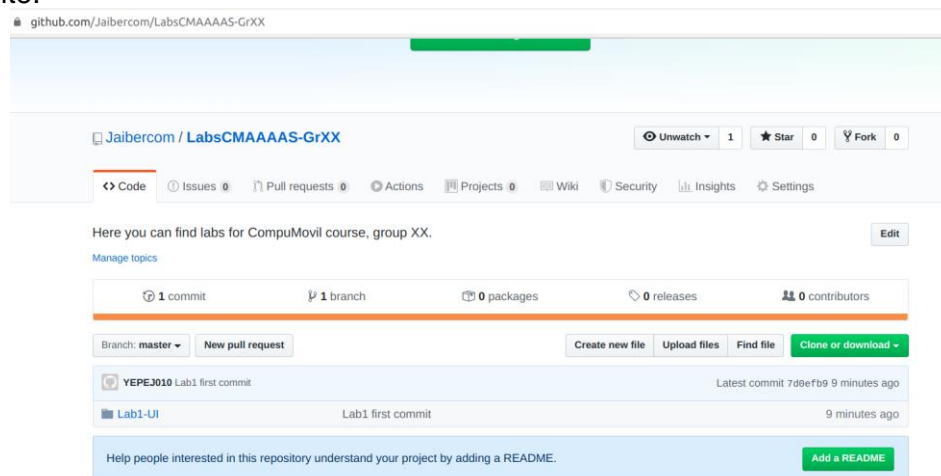 github.com/Jaibercom/LabsCMAAAAS-GrXX
Jaibercom / LabsCMAAAAS-GrXX
Unwatch 1 Star 0 Fork 0
Code Issues 0 Pull requests 0 Actions Projects 0 Wiki Security Insights Settings
Here you can find labs for CompuMovil course, group XX.
Edit
Manage topics
1 commit 1 branch 0 packages 0 releases 0 contributors
Branch: master New pull request Create new file Upload files Find file Clone or download
YEPEJ010 Lab1 first commit Latest commit 7d0efb9 9 minutes ago
Lab1-UI Lab1 first commit 9 minutes ago
Help people interested in this repository understand your project by adding a README. Add a README